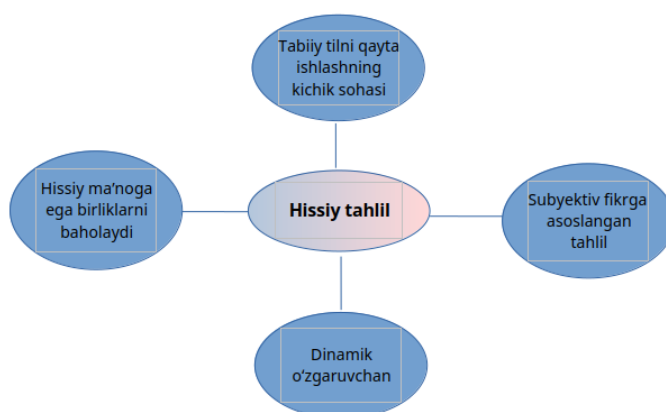 Tabiiy tilni qayta
ishlashning
kichik sohasi
Hissiy ma’noga
ega birliklarni
baholaydi
Hissiy tahlil
Subyektiv fikrga
asoslangan
tahlil
Dinamik
o‘zgaruvchan